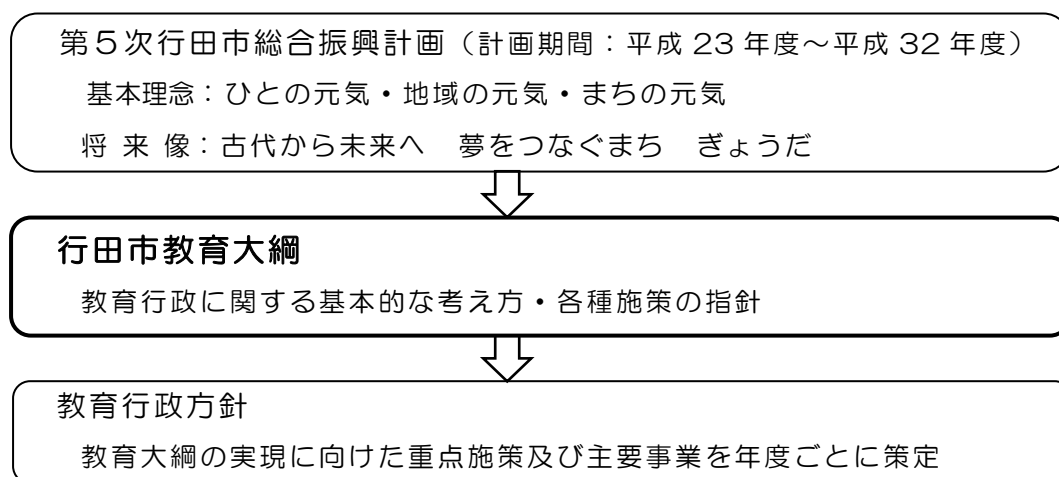 第５次行田市総合振興計画（計画期間：平成 23 年度～平成 32 年度）
基本理念：ひとの元気・地域の元気・まちの元気
将 来 像：古代から未来へ　夢をつなぐまち　ぎょうだ
行田市教育大綱
教育行政に関する基本的な考え方・各種施策の指針
教育行政方針
教育大綱の実現に向けた重点施策及び主要事業を年度ごとに策定